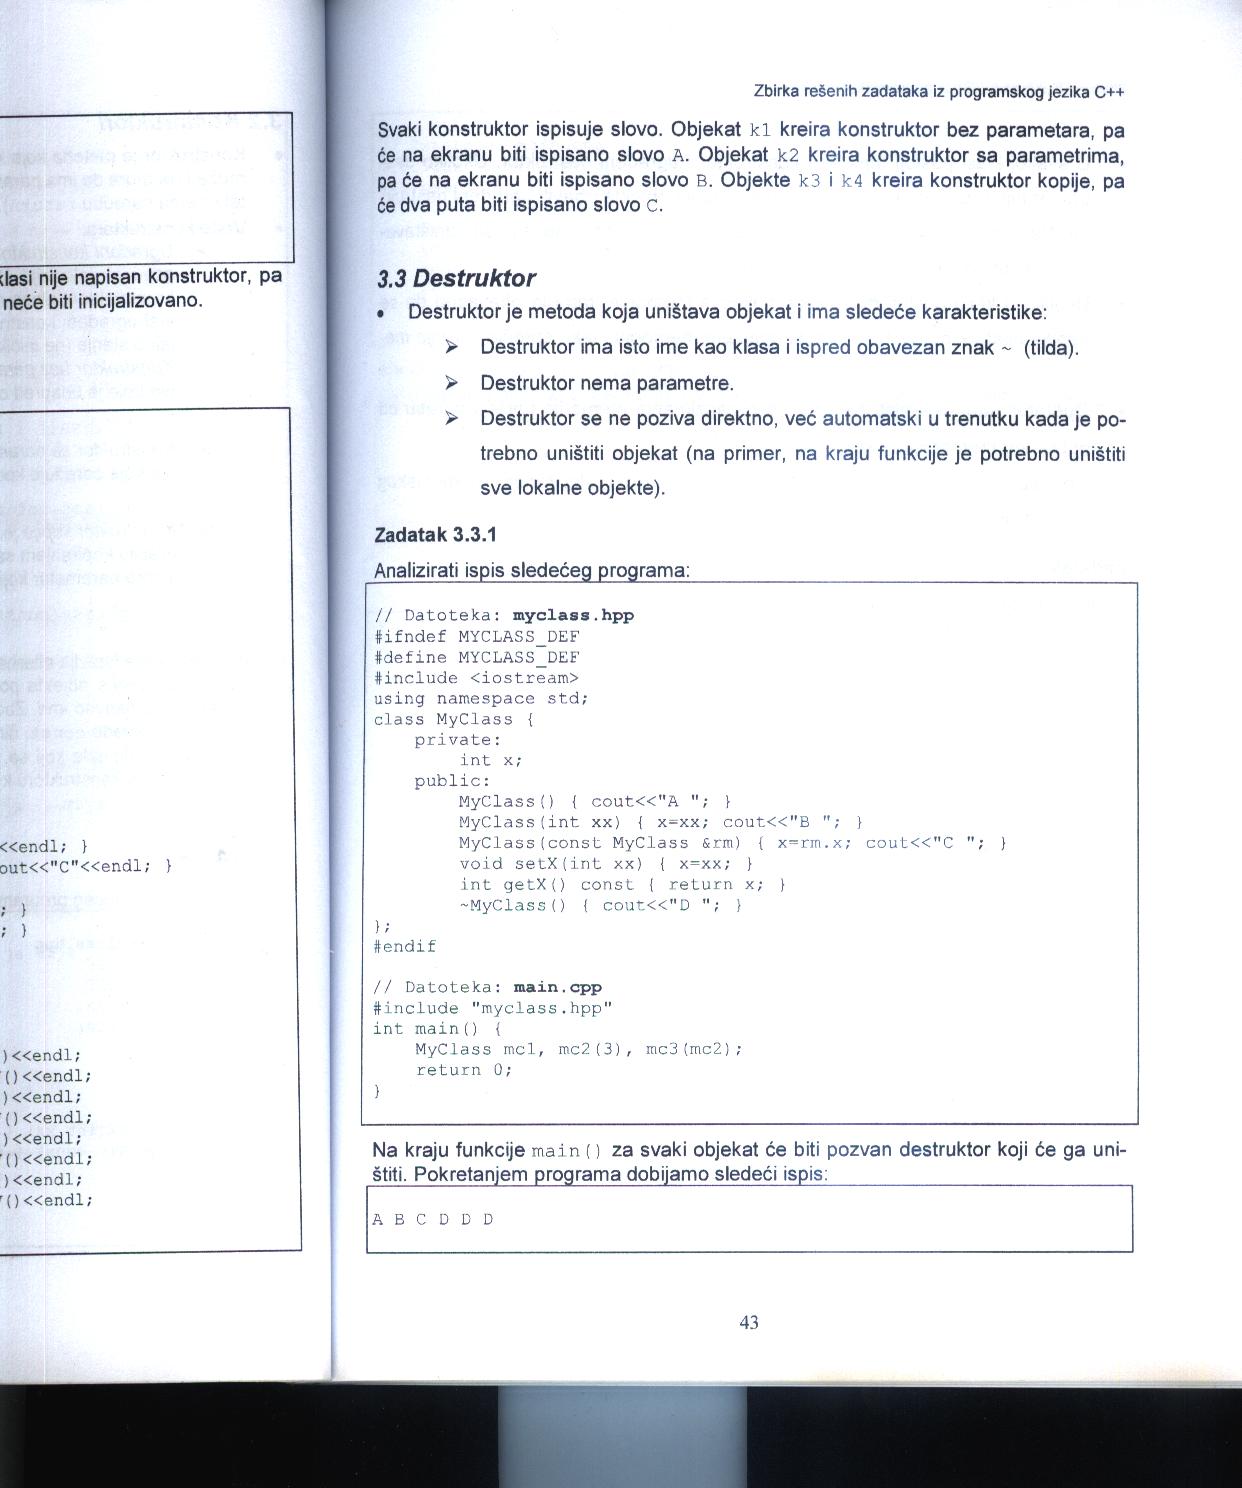 klasi nije napisan konstruktor, pa
neće biti inicijalizovano.
<<endl; }
out<<"C"<<endl; }
; }
; }
)<<endl;
()<<endl;
)<<endl;
()<<endl;
)<<endl;
()<<endl;
)<<endl;
()<<endl;
Zbirka rešenih zadataka iz programskog jezika C++
Svaki konstruktor ispisuje slovo. Objekat k1 kreira konstruktor bez parametara, pa
će na ekranu biti ispisano slovo A. Objekat k2 kreira konstruktor sa parametrima,
pa će na ekranu biti ispisano slovo B. Objekte k3 i k4 kreira konstruktor kopije, pa
će dva puta biti ispisano slovo C.
3.3 Destruktor
• Destruktor je metoda koja uništava objekat i ima sledeće karakteristike:
➢ Destruktor ima isto ime kao klasa i ispred obavezan znak ~ (tilda).
➢ Destruktor nema parametre.
➢ Destruktor se ne poziva direktno, već automatski u trenutku kada je po-
trebno uništiti objekat (na primer, na kraju funkcije je potrebno uništiti
sve lokalne objekte).
Zadatak 3.3.1
Analizirati ispis sledećeg programa:
// Datoteka: myclass.hpp
#ifndef MYCLASS_DEF
#define MYCLASS_DEF
#include <iostream>
using namespace std;
class MyClass {
private:
int x;
public:
MyClass() { cout<<"A "; }
MyClass(int xx) { x=xx; cout<<"B "; }
MyClass(const MyClass &rm) { x=rm.x; cout<<"C "; }
void setX(int xx) { x=xx; }
int getX() const { return x; }
~MyClass() { cout<<"D "; }
};
#endif
// Datoteka: main.cpp
#include "myclass.hpp"
int main() {
MyClass mc1, mc2(3), mc3(mc2);
return 0;
}
Na kraju funkcije main() za svaki objekat će biti pozvan destruktor koji će ga uni-
štiti. Pokretanjem programa dobijamo sledeći ispis:
A B C D D D
43